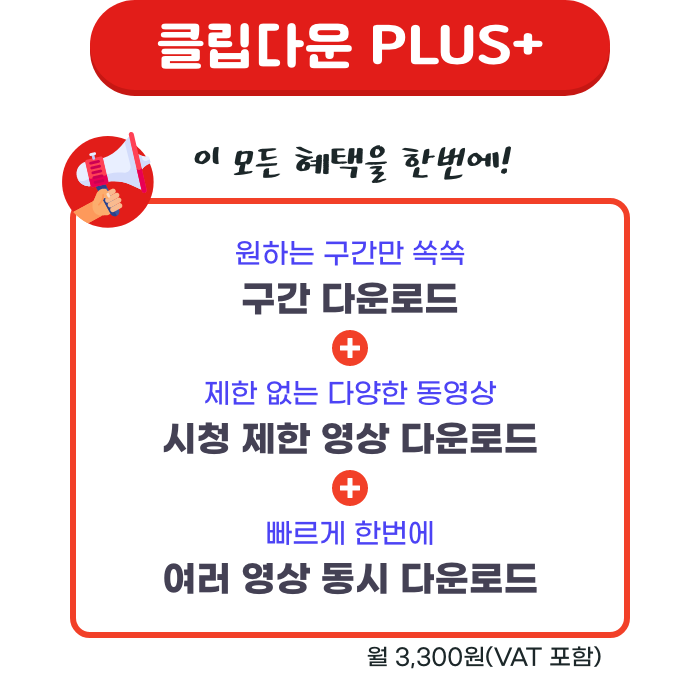 클립다운 PLUS+
이 모든 혜택을 한번에!
원하는 구간만 쏙쏙
구간 다운로드
+
제한 없는 다양한 동영상
시청 제한 영상 다운로드
+
빠르게 한번에
여러 영상 동시 다운로드
월 3,300원(VAT 포함)